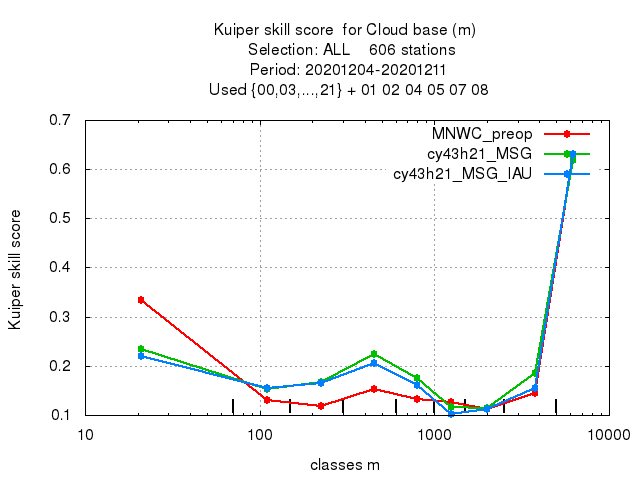 Kuiper skill score  for Cloud base (m)
Selection: ALL    606 stations
Period: 20201204-20201211
Used {00,03,...,21} + 01 02 04 05 07 08
0.7
0.6
0.5
0.4
0.3
0.2
0.1
Kuiper skill score
MNWC_preop
cy43h21_MSG
cy43h21_MSG_IAU
10
100
1000
10000
classes m